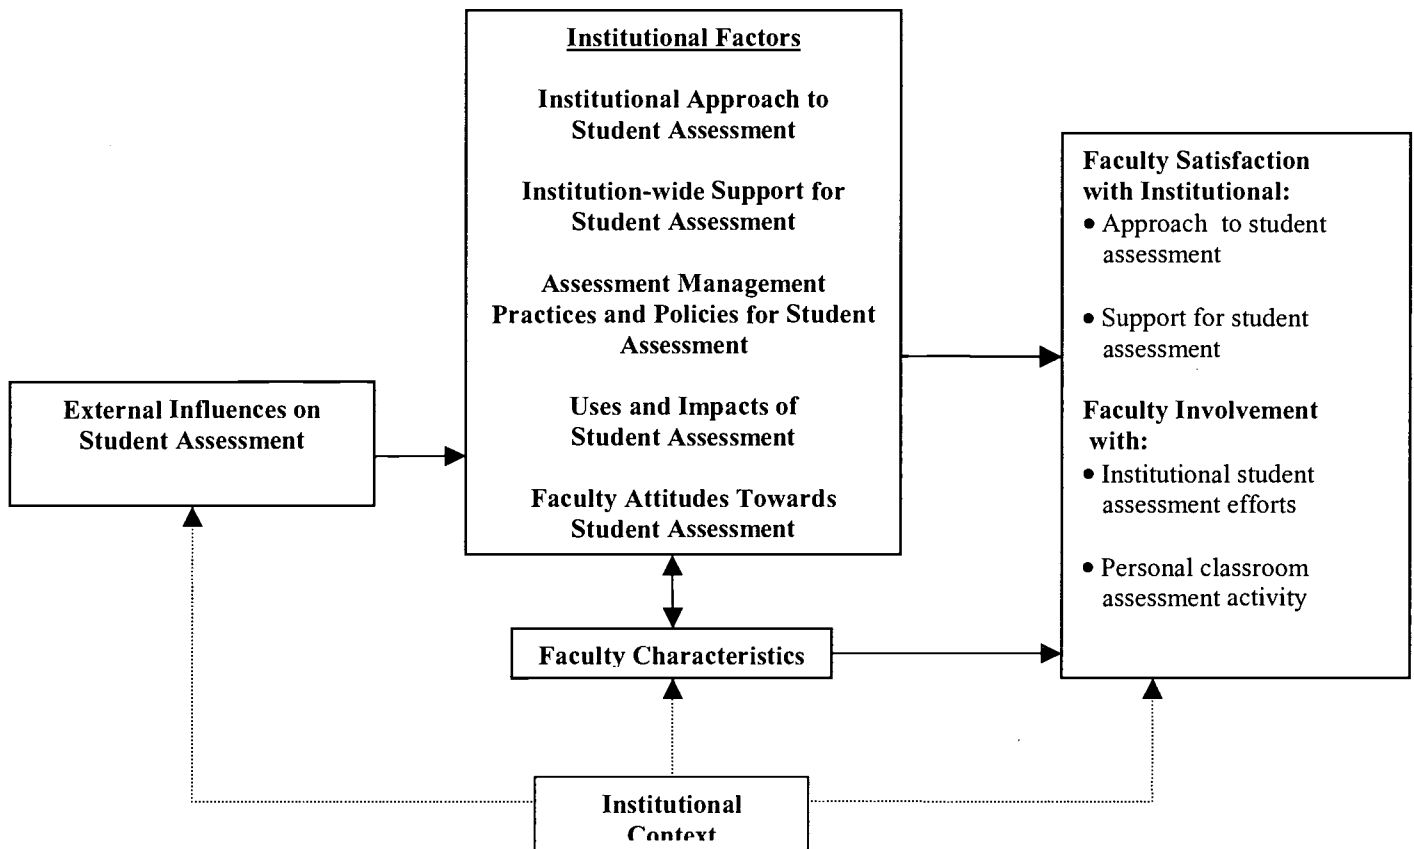 Institutional Factors
Institutional Approach to
Student Assessment
Institution-wide Support for
Student Assessment
Assessment Management
Practices and Policies for Student
Assessment
Uses and Impacts of
Student Assessment
Faculty Attitudes Towards
Student Assessment
External Influences on
Student Assessment
Faculty Characteristics
Institutional
Context
Faculty Satisfaction
with Institutional:
• Approach to student
assessment
• Support for student
assessment
Faculty Involvement
with:
• Institutional student
assessment efforts
• Personal classroom
assessment activity